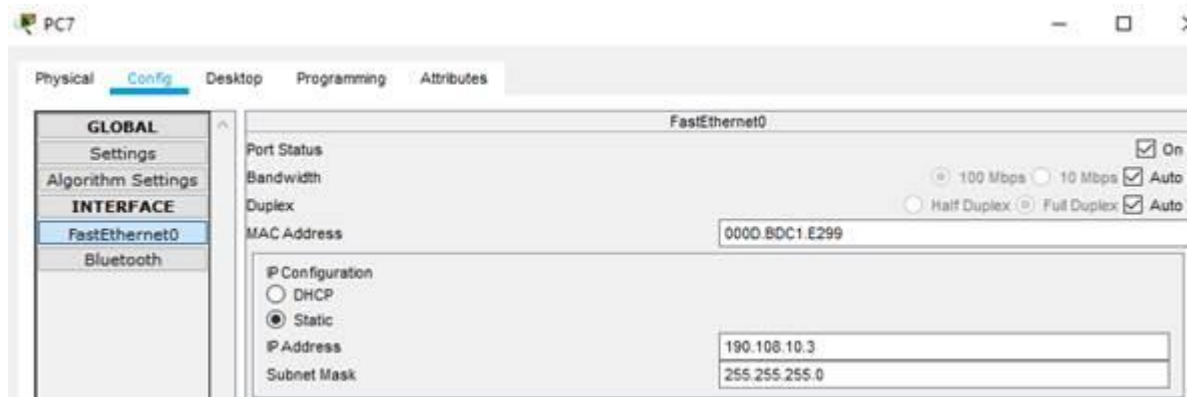 PC7
Physical Config Desktop Programming Attributes
GLOBAL
Settings
Algorithm Settings
INTERFACE
FastEthernet0
Bluetooth
FastEthernet0
Port Status On
Bandwidth 100 Mbps 10 Mbps Auto
Duplex Half Duplex Full Duplex Auto
MAC Address 000D.BDC1.E299
IP Configuration
DHCP
Static
IP Address 190.108.10.3
Subnet Mask 255.255.255.0